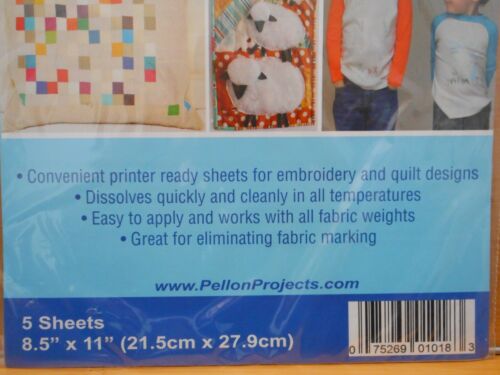 • Convenient printer ready sheets for embroidery and quilt designs
• Dissolves quickly and cleanly in all temperatures
• Easy to apply and works with all fabric weights
• Great for eliminating fabric marking
www.PellonProjects.com
5 Sheets
8.5" x 11" (21.5cm x 27.9cm)
0 75269 01018 3